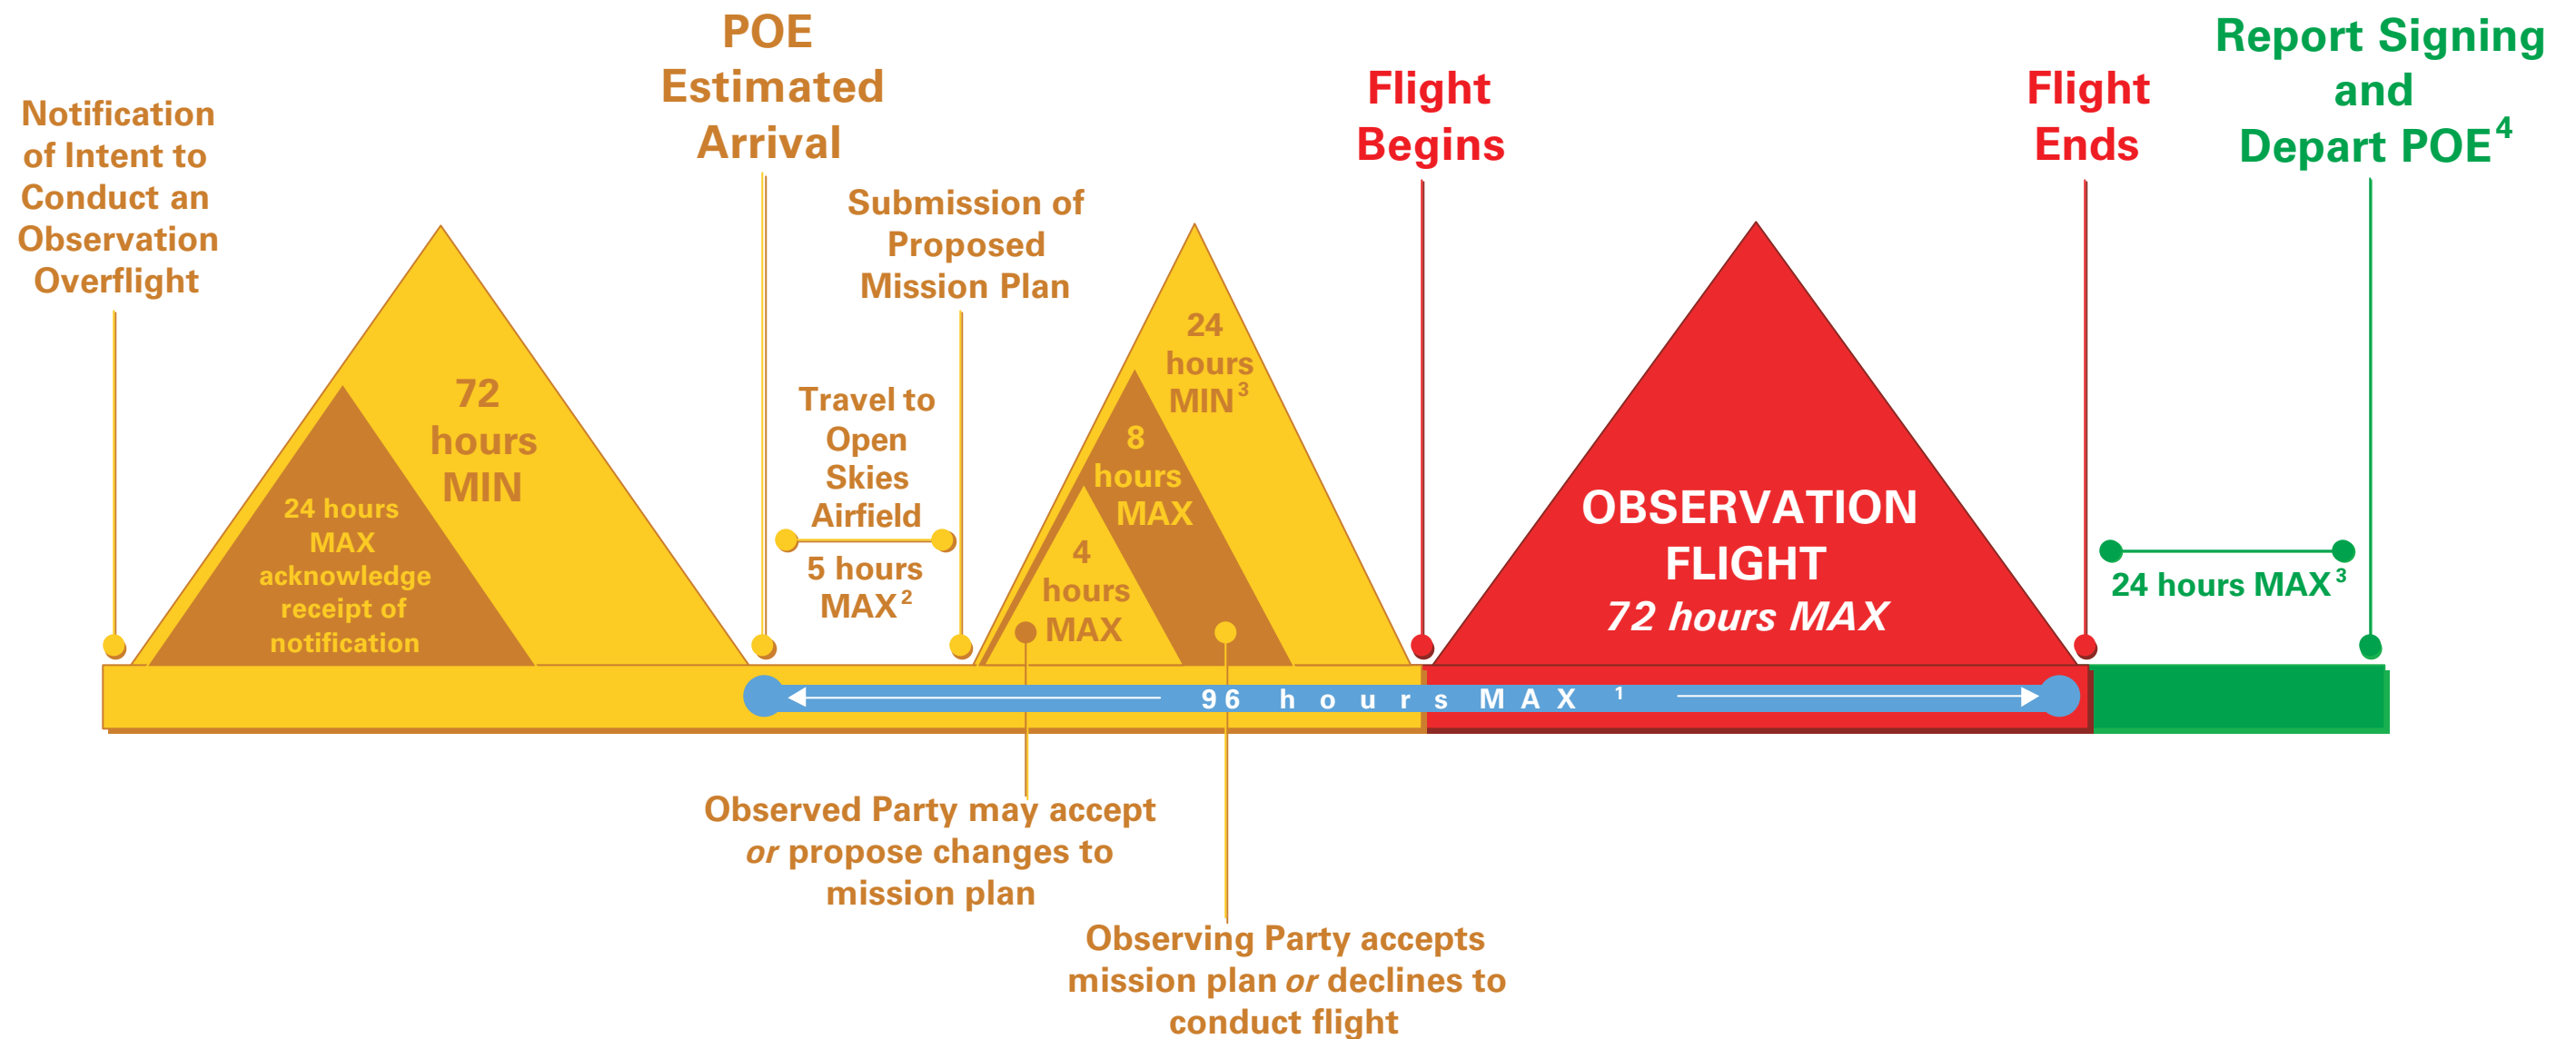 Notification
of Intent to
Conduct an
Observation
Overflight
72
hours
MIN
24 hours
MAX
acknowledge
receipt of
notification
POE
Estimated
Arrival
Travel to
Open
Skies
Airfield
5 hours
MAX²
Submission of
Proposed
Mission Plan
24
hours
MIN³
8
hours
MAX
4
hours
MAX
Flight
Begins
OBSERVATION
FLIGHT
72 hours MAX
Flight
Ends
24 hours MAX³
Report Signing
and
Depart POE⁴
96 hours MAX ¹
Observed Party may accept
or propose changes to
mission plan
Observing Party accepts
mission plan or declines to
conduct flight